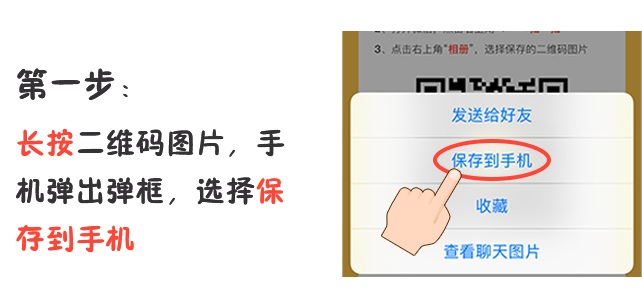 第一步：
长按二维码图片，手
机弹出弹框，选择保
存到手机
3、点击右上角“相册”，选择保存的二维码图片
发送给好友
保存到手机
收藏
查看聊天图片